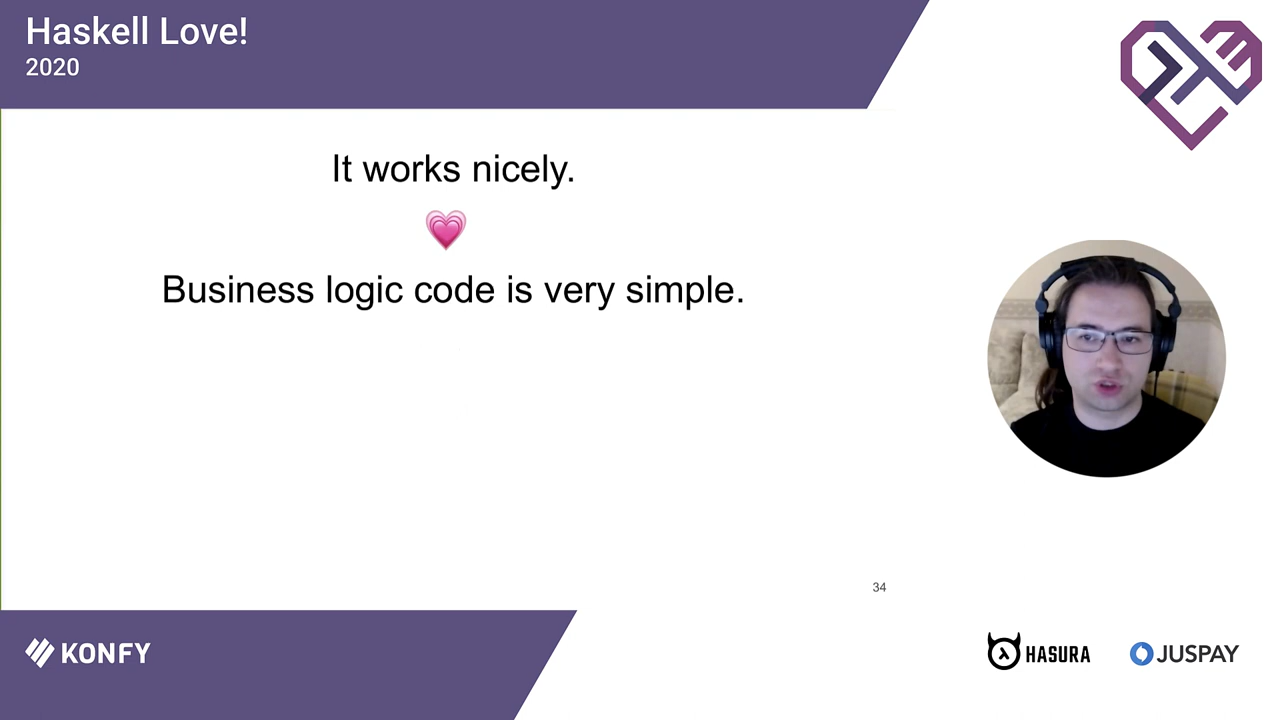 Haskell Love!
2020
It works nicely.
Business logic code is very simple.
34
KONFY
HASURA
JUSPAY